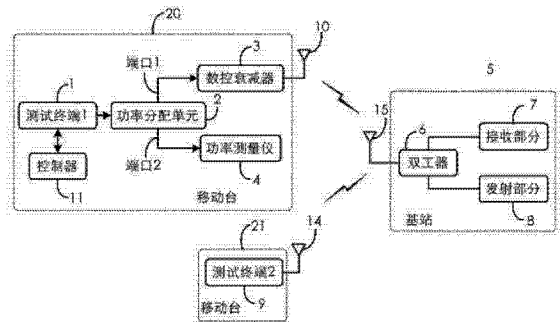 20
3
10
端口1
数控衰减器
5
1
测试终端1
功率分配单元
2
15
7
接收部分
6
双工器
控制器
端口2
功率测量仪
11
4
移动台
发射部分
8
基站
21
14
测试终端2
移动台
9